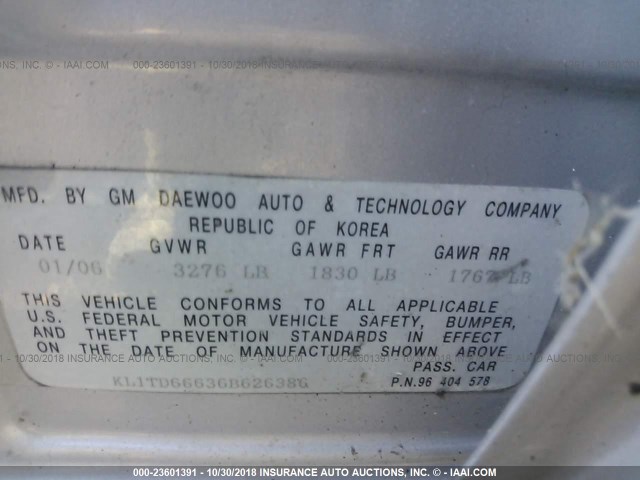 MFD. BY GM DAEWOO AUTO & TECHNOLOGY COMPANY
REPUBLIC OF KOREA
DATE GVWR GAWR FRT GAWR RR
01/06 3276 LB 1830 LB 1767 LB
THIS VEHICLE CONFORMS TO ALL APPLICABLE
U.S. FEDERAL MOTOR VEHICLE SAFETY, BUMPER,
AND THEFT PREVENTION STANDARDS IN EFFECT
ON THE DATE OF MANUFACTURE SHOWN ABOVE
PASS. CAR
KL1TD66636B626386 P.N.96 404 578
000-23601391 - 10/30/2018 INSURANCE AUTO AUCTIONS, INC. - © IAAI.COM